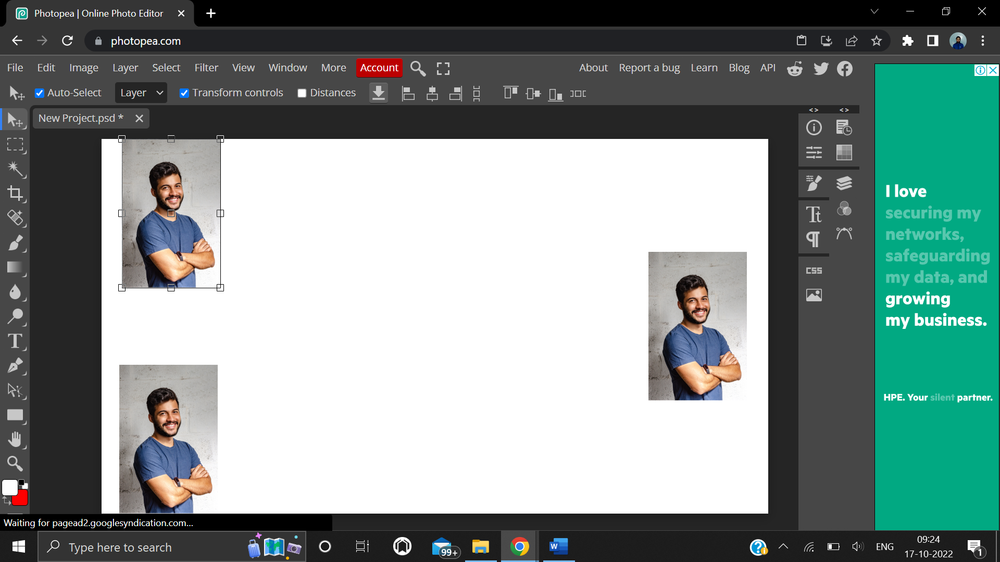 Photopea | Online Photo Editor
photopea.com
File Edit Image Layer Select Filter View Window More Account About Report a bug Learn Blog API
Auto-Select Layer Transform controls Distances
New Project.psd *
<> <>
Tt
CSS
I love
securing my
networks,
safeguarding
my data, and
growing
my business.
HPE. Your silent partner.
T
Waiting for pagead2.googlesyndication.com...
Type here to search
99+
W
ENG
09:24
17-10-2022
1